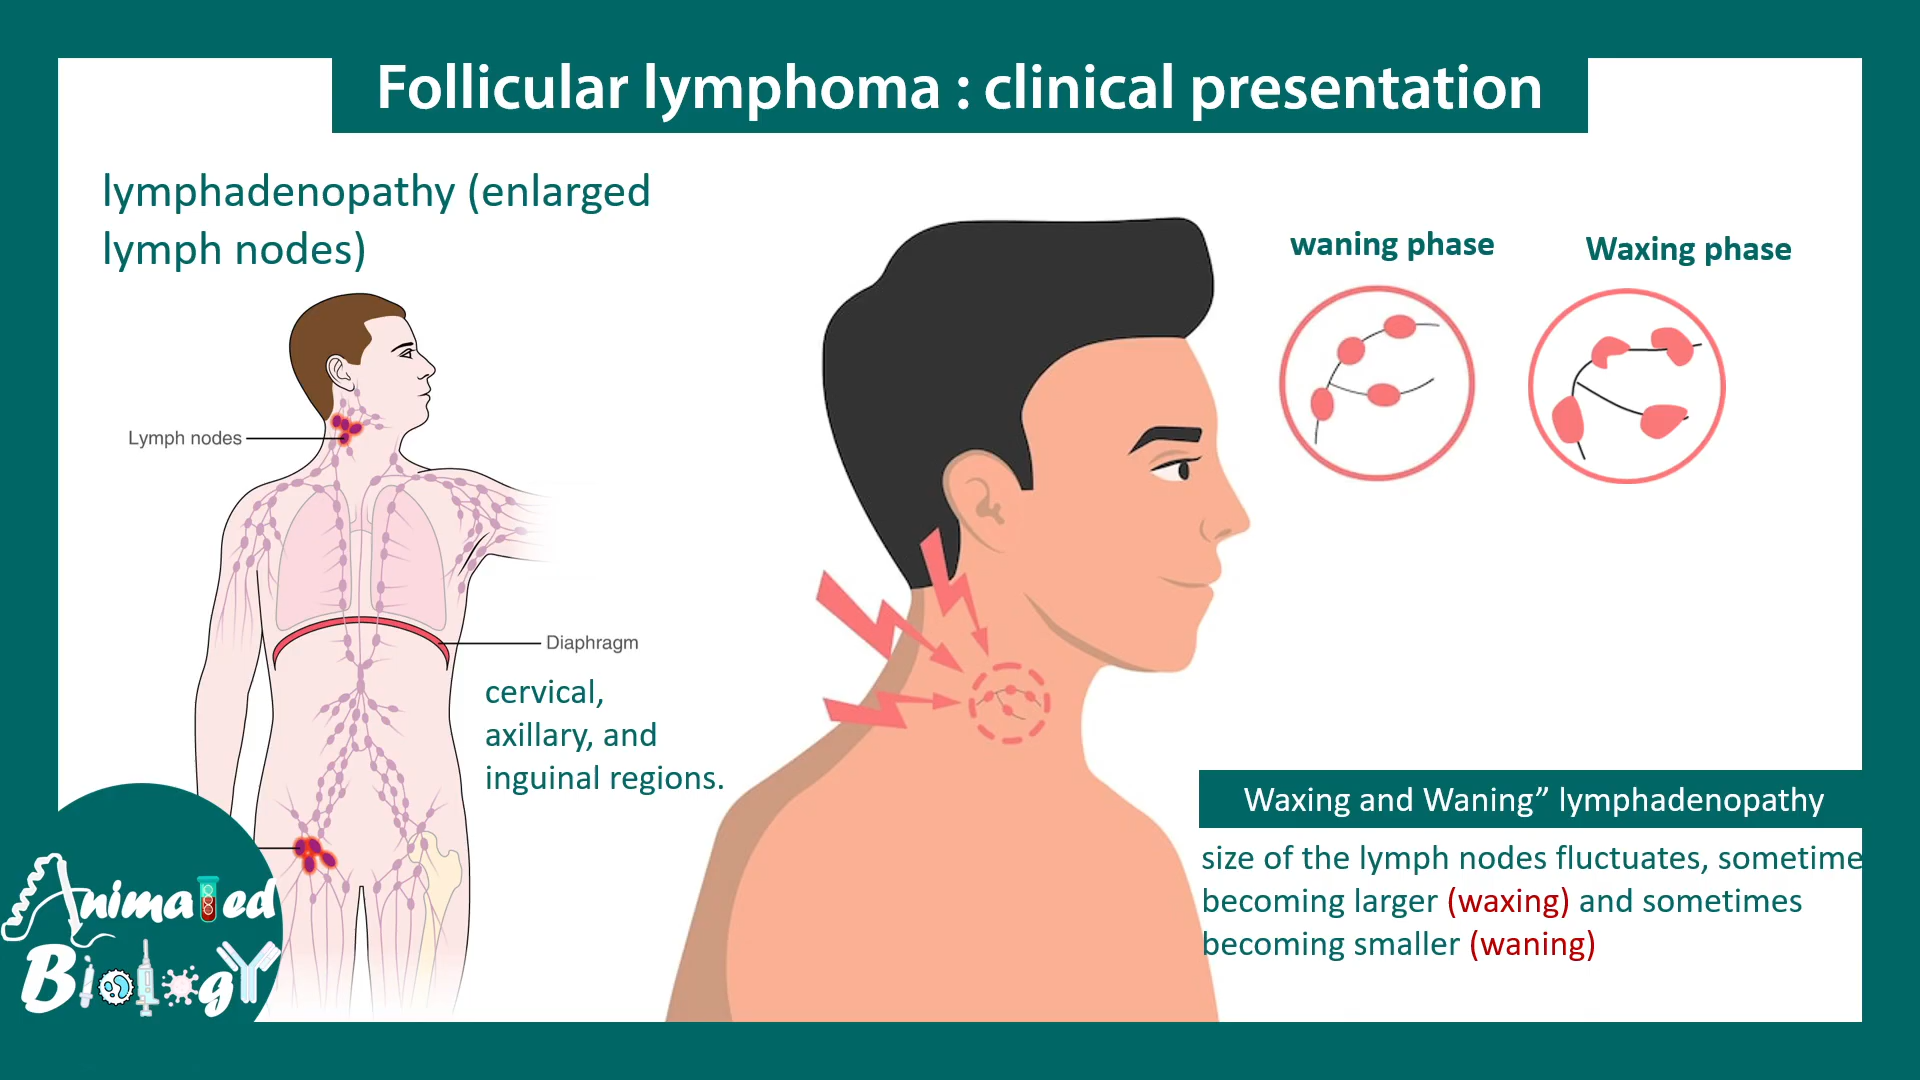 Follicular lymphoma : clinical presentation
lymphadenopathy (enlarged
lymph nodes)
waning phase
Waxing phase
Lymph nodes
Diaphragm
cervical,
axillary, and
inguinal regions.
Waxing and Waning” lymphadenopathy
size of the lymph nodes fluctuates, sometime
becoming larger (waxing) and sometimes
becoming smaller (waning)
Animated
Biology